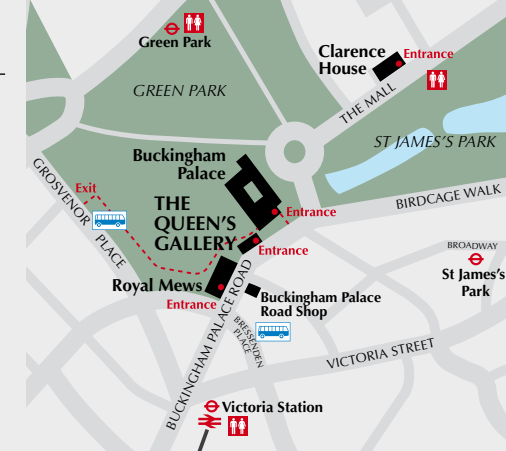 Green Park
Clarence
House
Entrance
GREEN PARK
THE MALL
ST JAMES'S PARK
Buckingham
Palace
GROSVENOR PLACE
Exit
THE
QUEEN'S
GALLERY
Entrance
BIRDCAGE WALK
Entrance
BROADWAY
St James's
Park
Royal Mews
Entrance
BUCKINGHAM PALACE ROAD
Buckingham Palace
Road Shop
BRESSENDEN
PLACE
VICTORIA STREET
Victoria Station